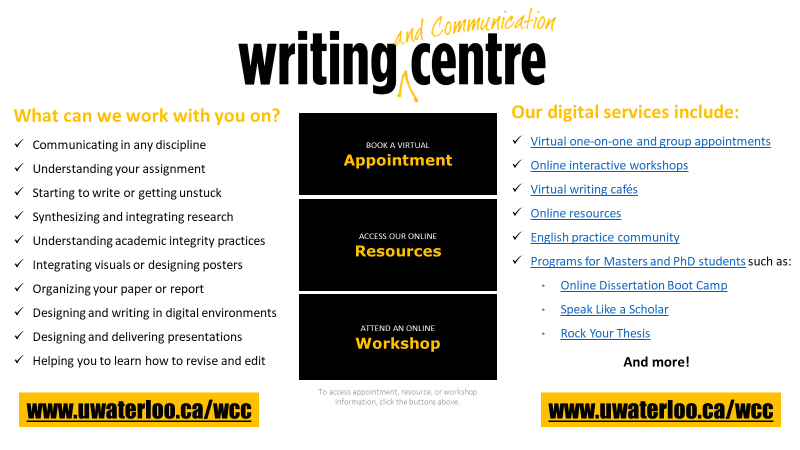 and Communication
writing centre
What can we work with you on?
✓ Communicating in any discipline
✓ Understanding your assignment
✓ Starting to write or getting unstuck
✓ Synthesizing and integrating research
✓ Understanding academic integrity practices
✓ Integrating visuals or designing posters
✓ Organizing your paper or report
✓ Designing and writing in digital environments
✓ Designing and delivering presentations
✓ Helping you to learn how to revise and edit
www.uwaterloo.ca/wcc
BOOK A VIRTUAL
Appointment
ACCESS OUR ONLINE
Resources
ATTEND AN ONLINE
Workshop
To access appointment, resource, or workshop
information, click the buttons above.
Our digital services include:
✓ Virtual one-on-one and group appointments
✓ Online interactive workshops
✓ Virtual writing cafés
✓ Online resources
✓ English practice community
✓ Programs for Masters and PhD students such as:
• Online Dissertation Boot Camp
• Speak Like a Scholar
• Rock Your Thesis
And more!
www.uwaterloo.ca/wcc